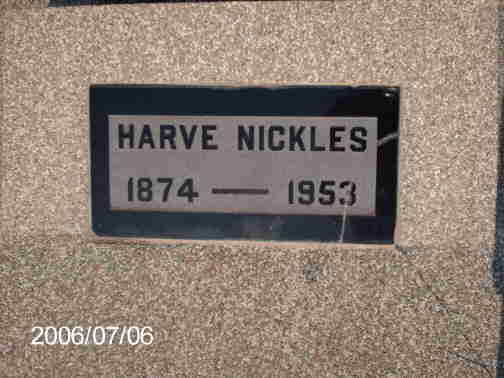 HARVE NICKLES
1874 — 1953
2006/07/06